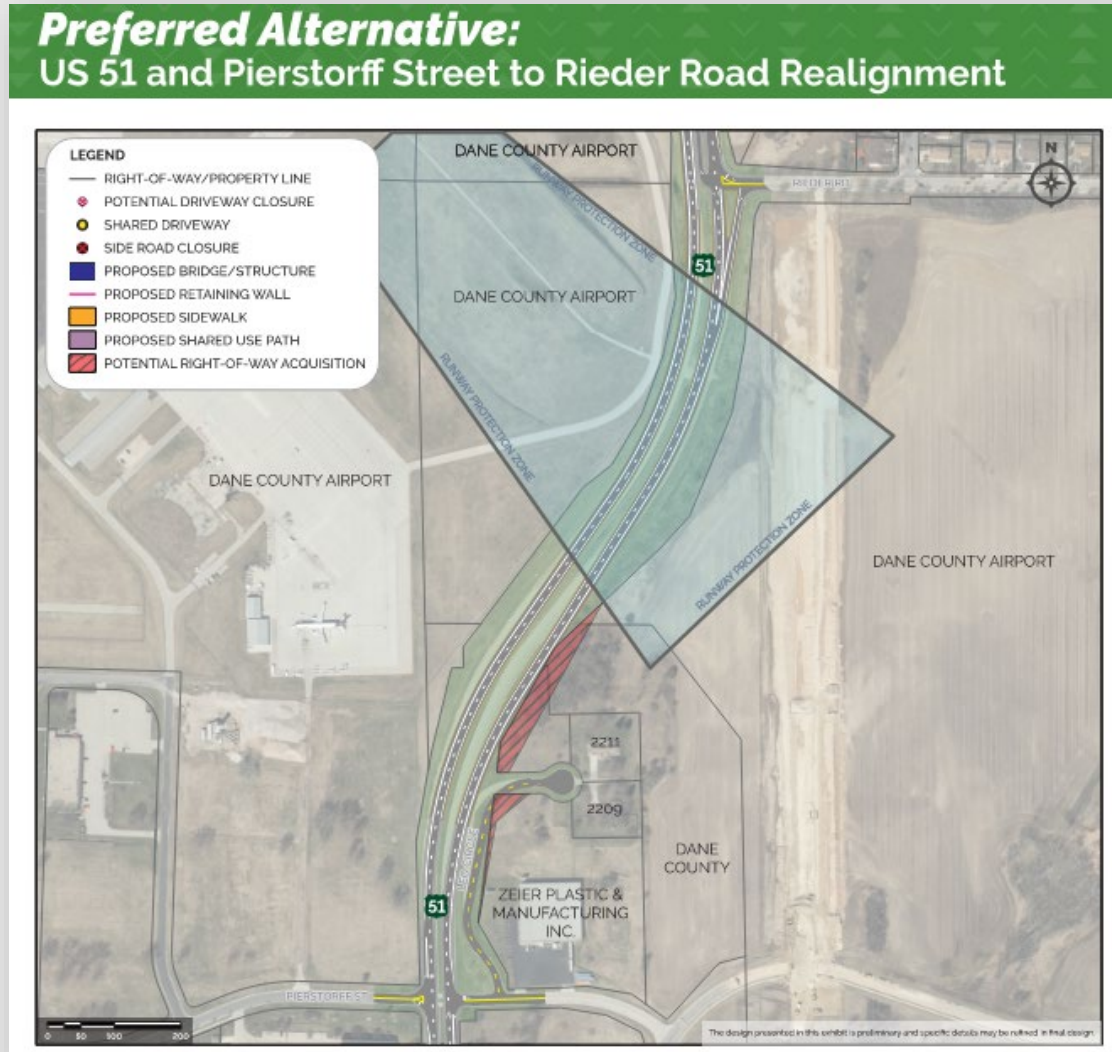 Preferred Alternative:
US 51 and Pierstorff Street to Rieder Road Realignment
LEGEND
RIGHT-OF-WAY/PROPERTY LINE
POTENTIAL DRIVEWAY CLOSURE
SHARED DRIVEWAY
SIDE ROAD CLOSURE
PROPOSED BRIDGE/STRUCTURE
PROPOSED RETAINING WALL
PROPOSED SIDEWALK
PROPOSED SHARED USE PATH
POTENTIAL RIGHT-OF-WAY ACQUISITION
DANE COUNTY AIRPORT
N
RUNWAY PROTECTION ZONE
RIEDER RD
51
DANE COUNTY AIRPORT
RUNWAY PROTECTION ZONE
DANE COUNTY AIRPORT
RUNWAY PROTECTION ZONE
DANE COUNTY AIRPORT
2211
2209
DANE
COUNTY
51
ZEIER PLASTIC &
MANUFACTURING
INC.
PIERSTORFF ST
0 50 100 200
The design presented in this exhibit is preliminary and specific details may be refined in final design